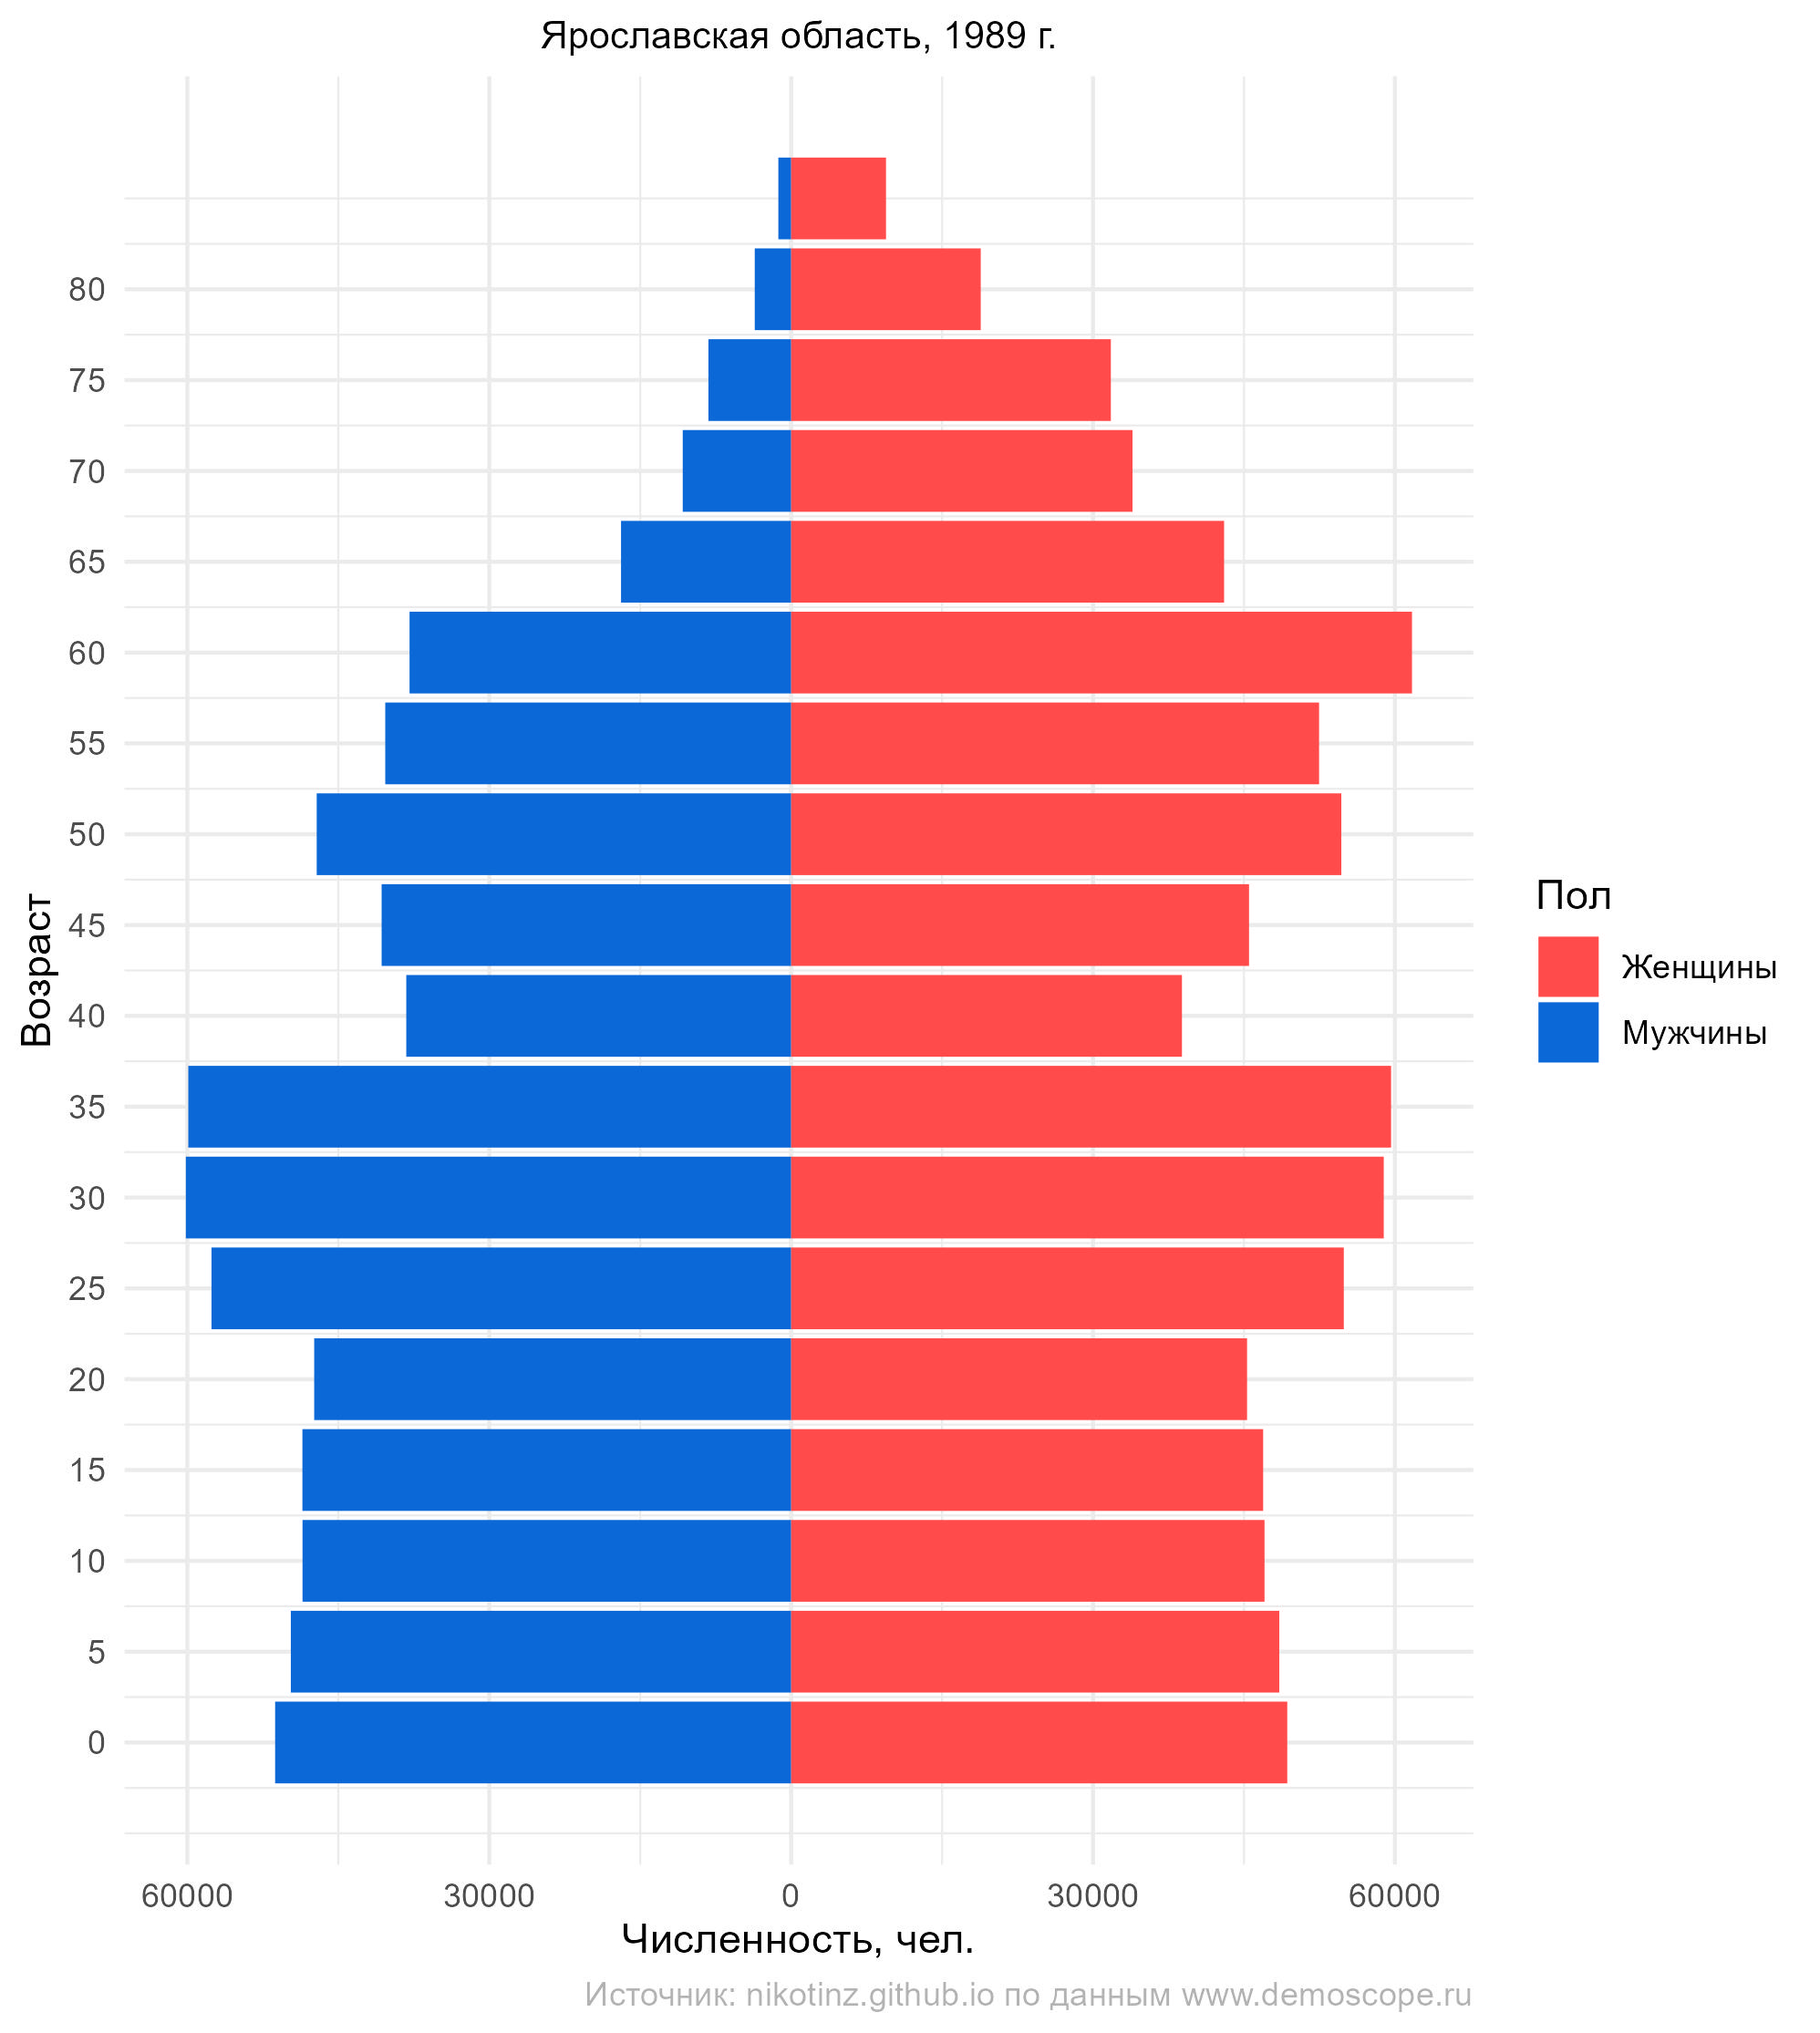 Ярославская область, 1989 г.
Возраст
80
75
70
65
60
55
50
45
40
35
30
25
20
15
10
5
0
60000 30000 0 30000 60000
Численность, чел.
Пол
Женщины
Мужчины
Источник: nikotinz.github.io по данным www.demoscope.ru